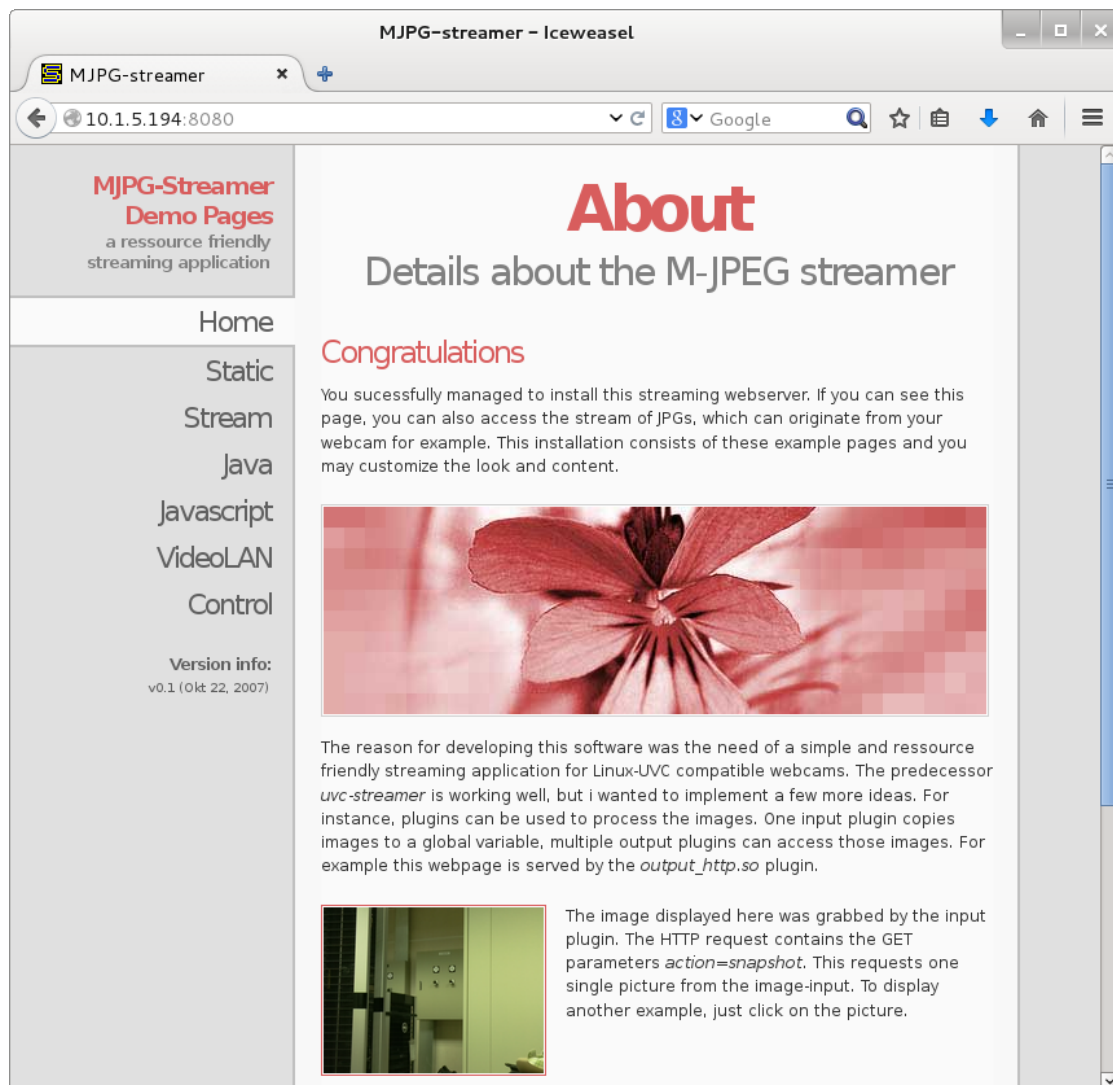 MJPG-streamer – Iceweasel
MJPG-streamer
10.1.5.194:8080
Google
MJPG-Streamer
Demo Pages
a ressource friendly
streaming application
Home
Static
Stream
Java
Javascript
VideoLAN
Control
Version info:
v0.1 (Okt 22, 2007)
About
Details about the M-JPEG streamer
Congratulations
You sucessfully managed to install this streaming webserver. If you can see this
page, you can also access the stream of JPGs, which can originate from your
webcam for example. This installation consists of these example pages and you
may customize the look and content.
The reason for developing this software was the need of a simple and ressource
friendly streaming application for Linux-UVC compatible webcams. The predecessor
uvc-streamer is working well, but i wanted to implement a few more ideas. For
instance, plugins can be used to process the images. One input plugin copies
images to a global variable, multiple output plugins can access those images. For
example this webpage is served by the output_http.so plugin.
The image displayed here was grabbed by the input
plugin. The HTTP request contains the GET
parameters action=snapshot. This requests one
single picture from the image-input. To display
another example, just click on the picture.